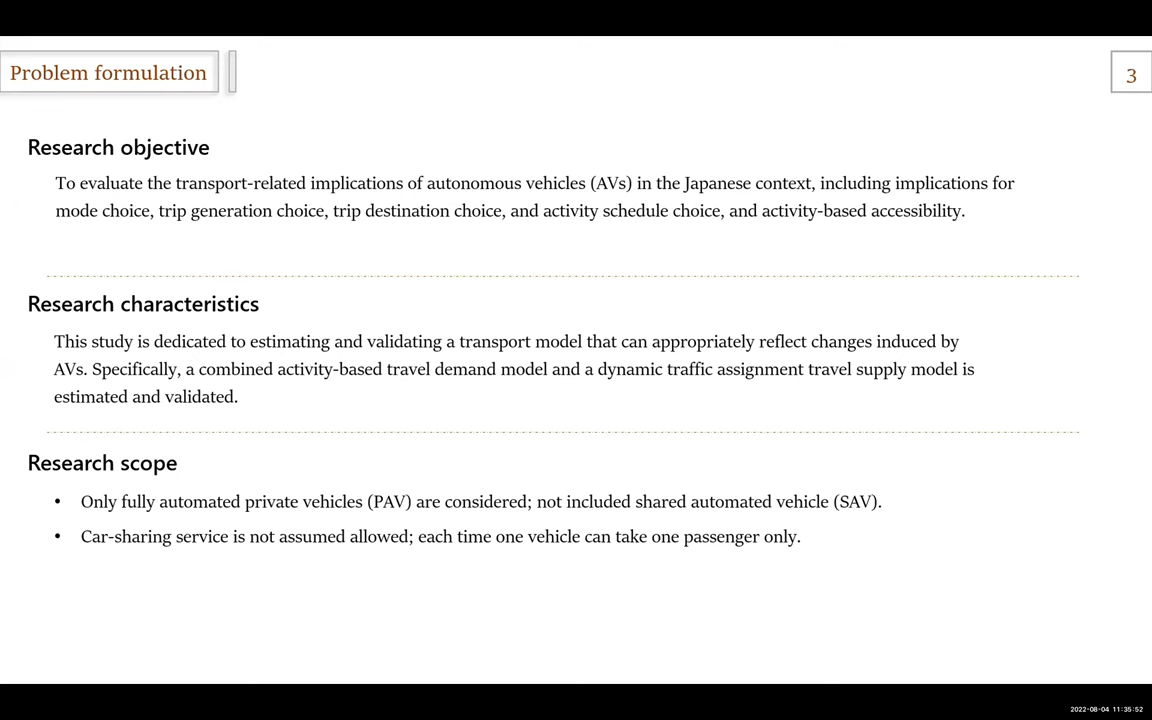 Problem formulation
3
Research objective
To evaluate the transport-related implications of autonomous vehicles (AVs) in the Japanese context, including implications for
mode choice, trip generation choice, trip destination choice, and activity schedule choice, and activity-based accessibility.
Research characteristics
This study is dedicated to estimating and validating a transport model that can appropriately reflect changes induced by
AVs. Specifically, a combined activity-based travel demand model and a dynamic traffic assignment travel supply model is
estimated and validated.
Research scope
• Only fully automated private vehicles (PAV) are considered; not included shared automated vehicle (SAV).
• Car-sharing service is not assumed allowed; each time one vehicle can take one passenger only.
2022-08-04 11:35:52